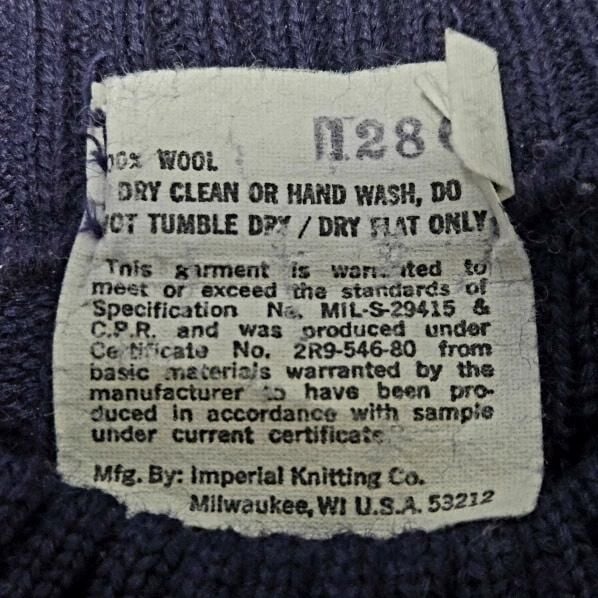 128
00% WOOL
DRY CLEAN OR HAND WASH, DO
NOT TUMBLE DRY / DRY FLAT ONLY
This garment is warranted to
meet or exceed the standards of
Specification No. MIL-S-29415 &
C.P.R. and was produced under
Certificate No. 2R9-546-80 from
basic materials warranted by the
manufacturer to have been pro-
duced in accordance with sample
under current certificate.
Mfg. By: Imperial Knitting Co.
Milwaukee, WI U.S.A. 53212